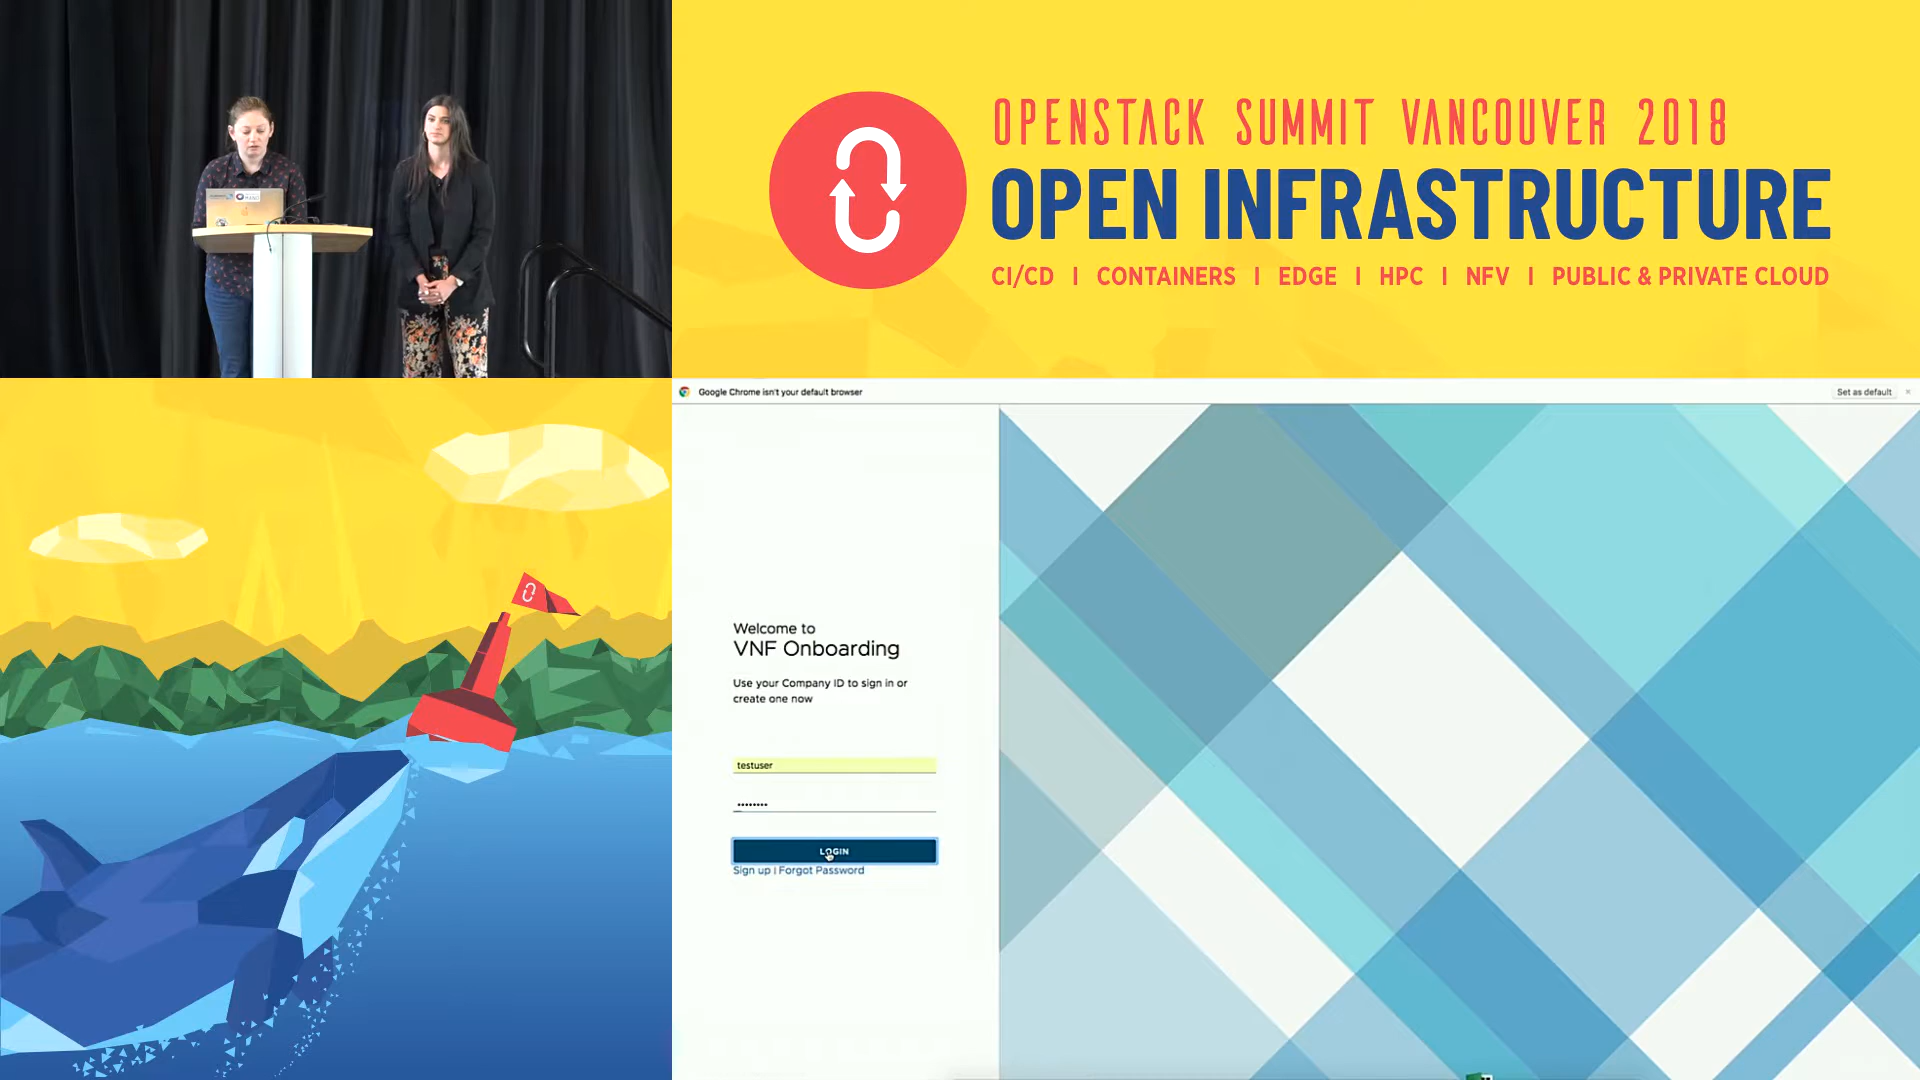 OPENSTACK SUMMIT VANCOUVER 2018
OPEN INFRASTRUCTURE
CI/CD | CONTAINERS | EDGE | HPC | NFV | PUBLIC & PRIVATE CLOUD
Google Chrome isn't your default browser
Set as default
Welcome to
VNF Onboarding
Use your Company ID to sign in or
create one now
testuser
••••••••
LOGIN
Sign up | Forgot Password